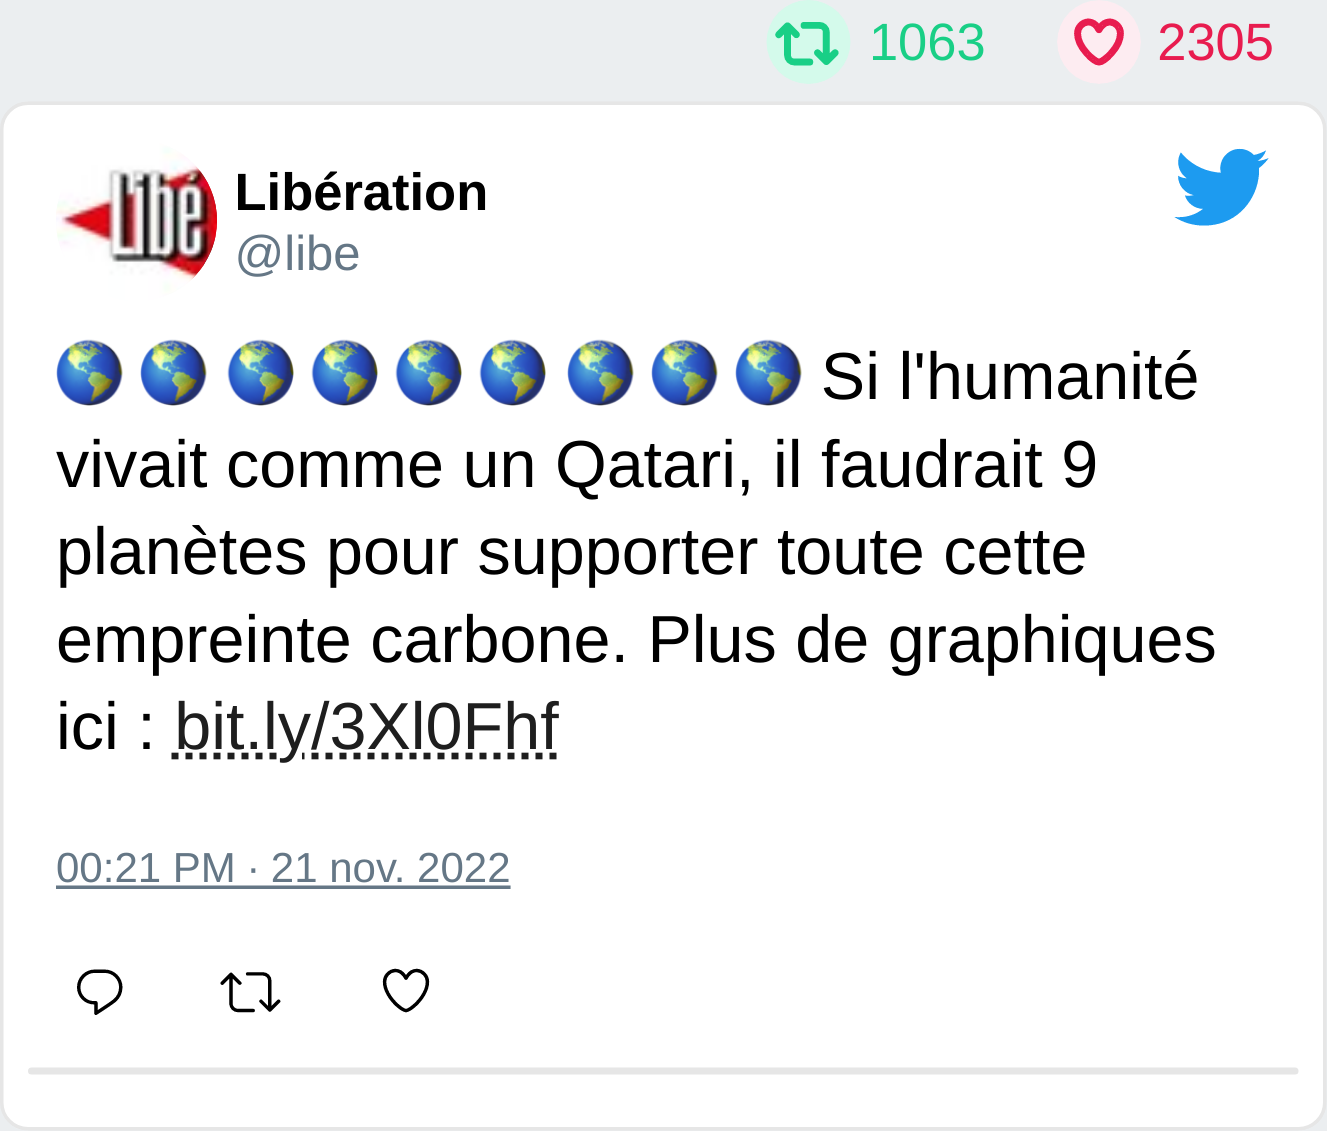 1063 2305
Libé
Libération
@libe
🌎 🌎 🌎 🌎 🌎 🌎 🌎 🌎 🌎 Si l'humanité
vivait comme un Qatari, il faudrait 9
planètes pour supporter toute cette
empreinte carbone. Plus de graphiques
ici : bit.ly/3Xl0Fhf
00:21 PM · 21 nov. 2022